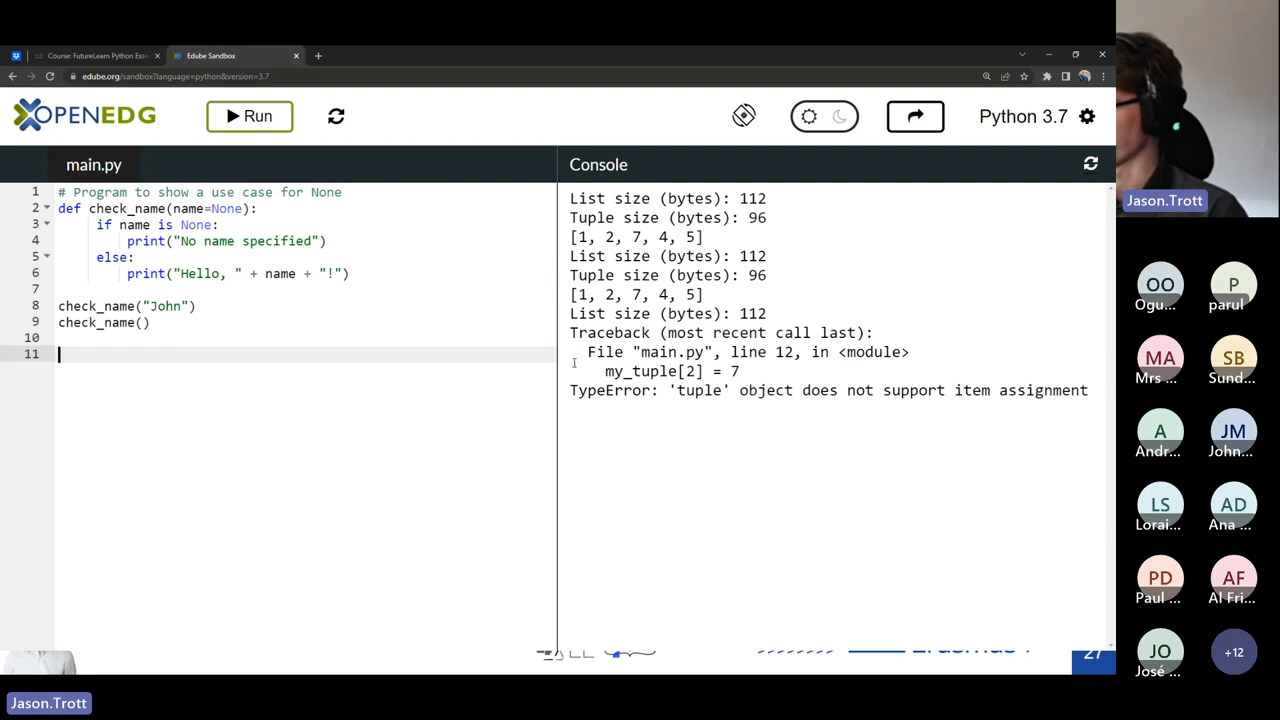 Course: FutureLearn Python Esse
Edube Sandbox
edube.org/sandbox?language=python&version=3.7
OPENEDG
Run
Python 3.7
main.py
Console
1 # Program to show a use case for None
2 def check_name(name=None):
3 if name is None:
4 print("No name specified")
5 else:
6 print("Hello, " + name + "!")
7
8 check_name("John")
9 check_name()
10
11
List size (bytes): 112
Tuple size (bytes): 96
[1, 2, 7, 4, 5]
List size (bytes): 112
Tuple size (bytes): 96
[1, 2, 7, 4, 5]
List size (bytes): 112
Traceback (most recent call last):
File "main.py", line 12, in <module>
my_tuple[2] = 7
TypeError: 'tuple' object does not support item assignment
27
Jason.Trott
Jason.Trott
OO
Ogu...
P
parul
MA
Mrs ...
SB
Sund...
A
Andr...
JM
John...
LS
Lorai...
AD
Ana ...
PD
Paul ...
AF
Al Fri...
JO
José ...
+12